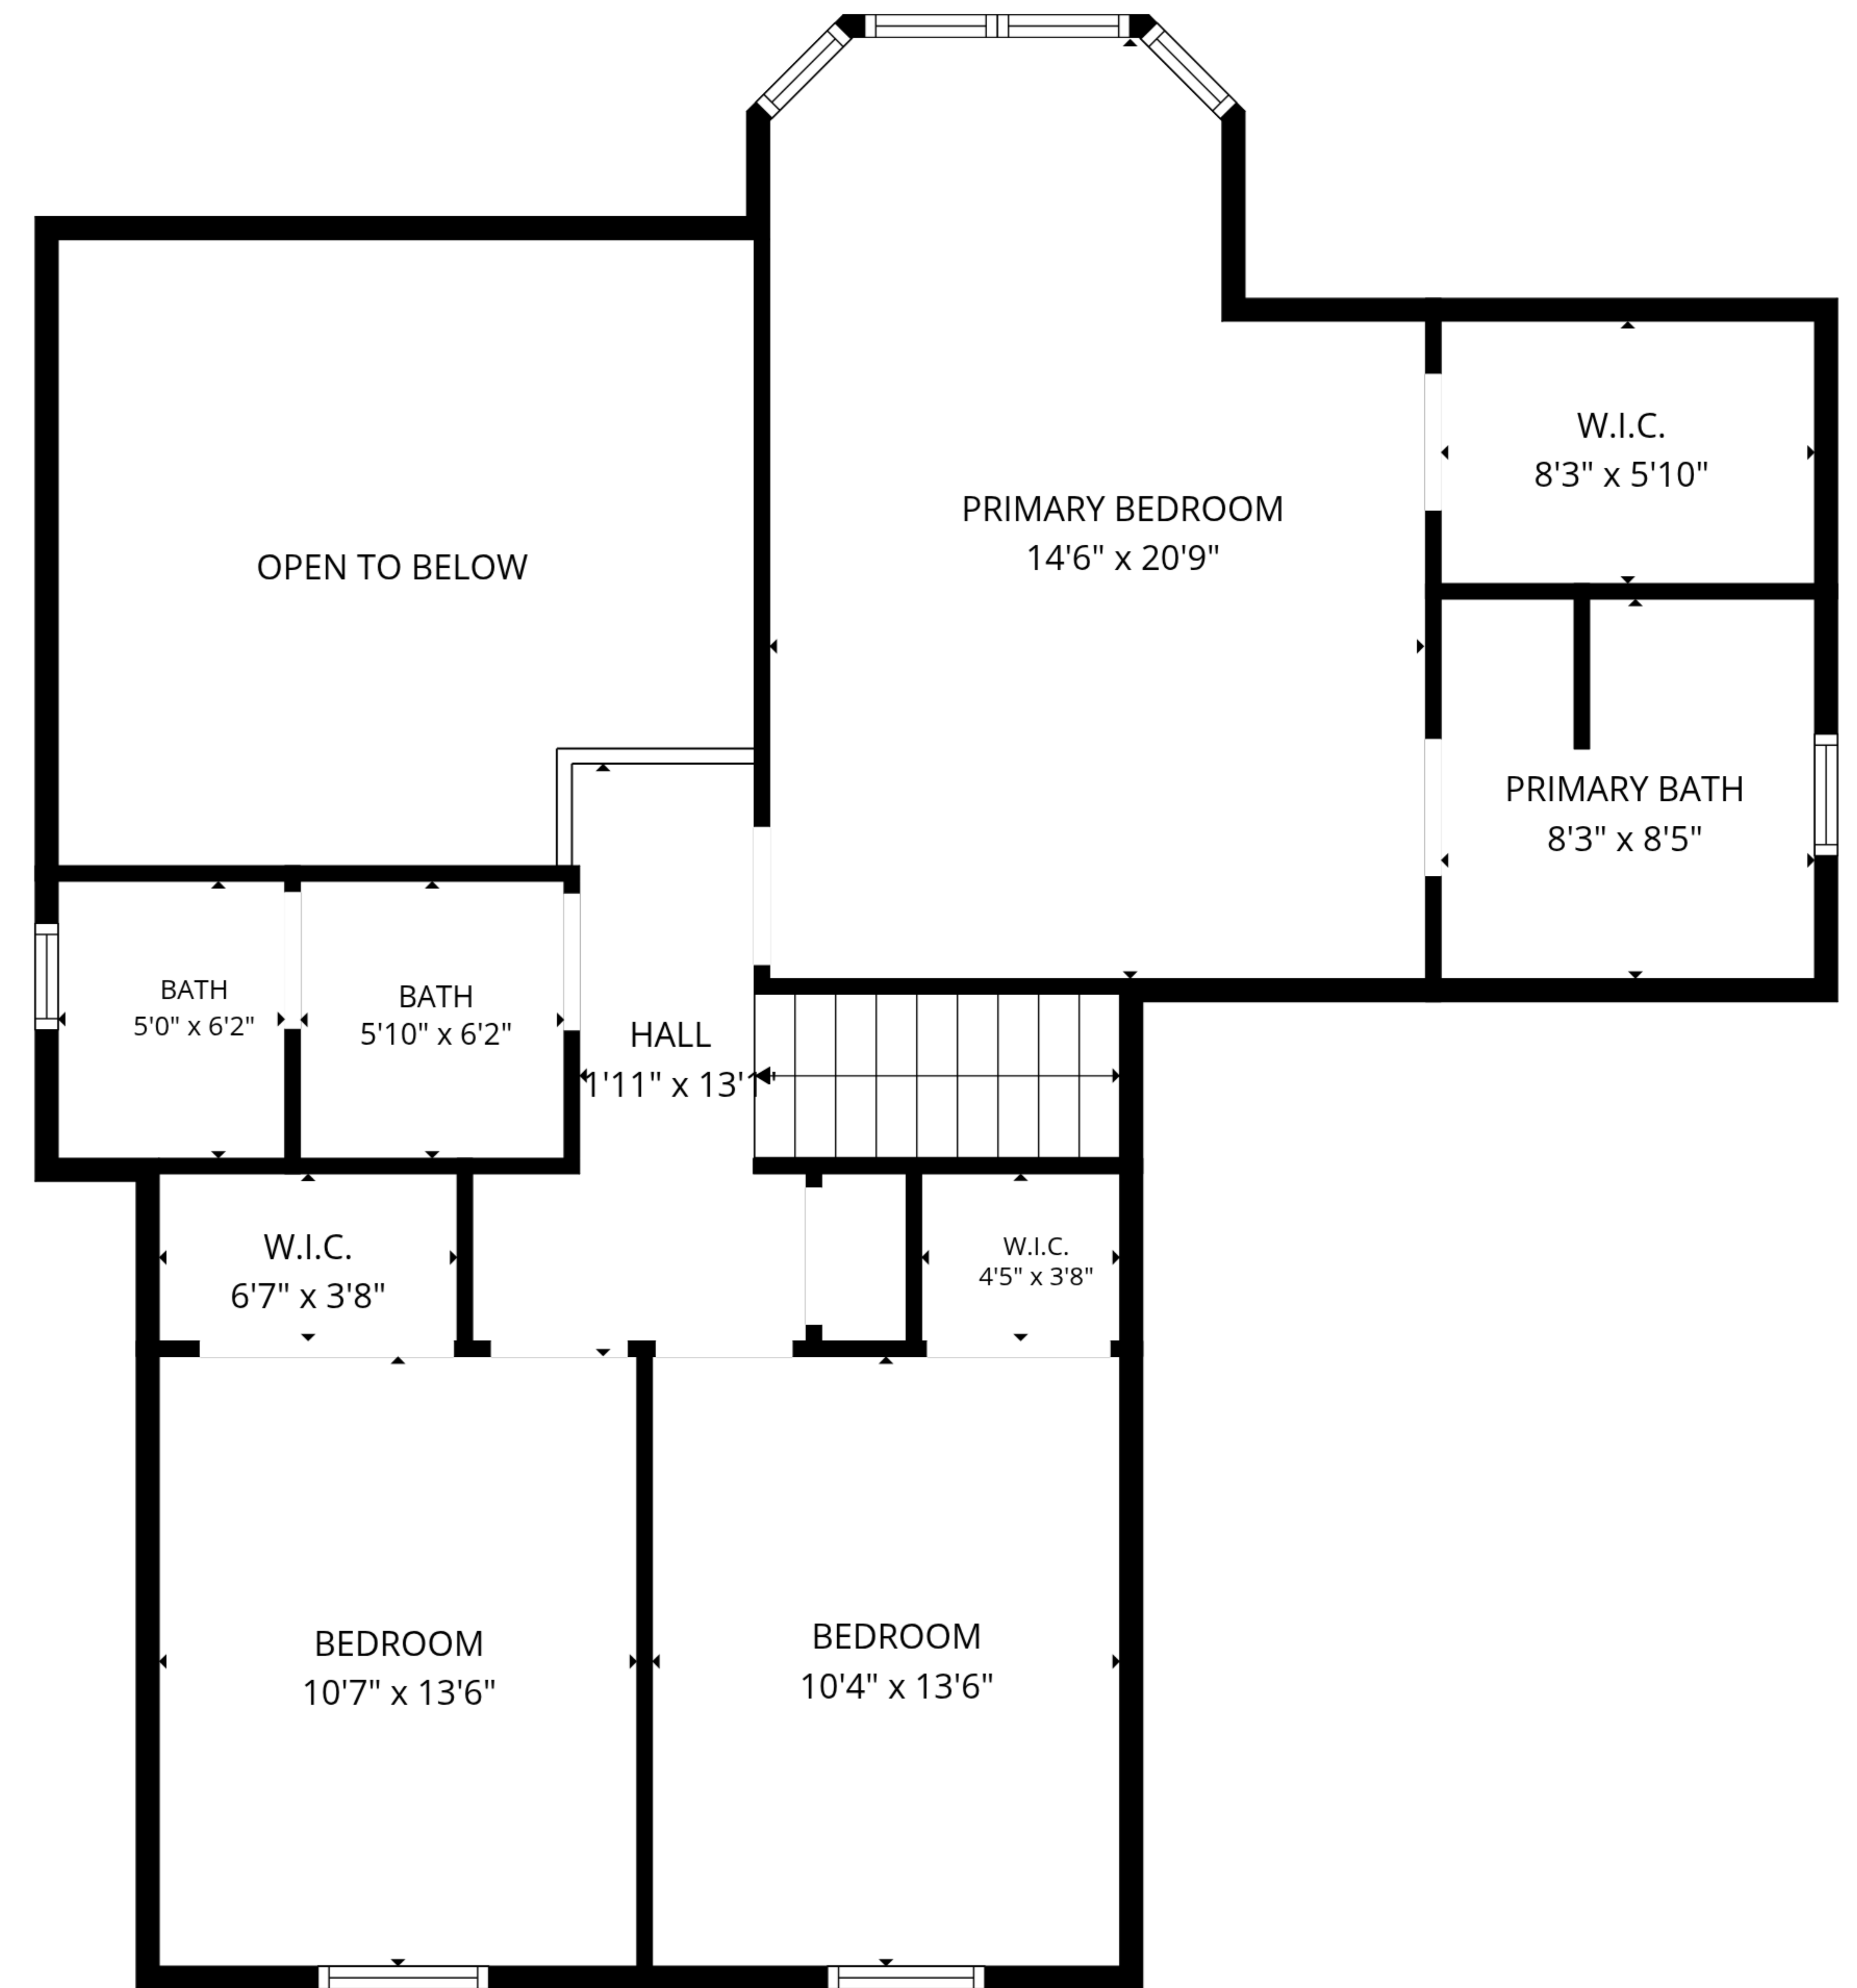 W.I.C.
8'3" x 5'10"
PRIMARY BEDROOM
14'6" x 20'9"
OPEN TO BELOW
PRIMARY BATH
8'3" x 8'5"
BATH
5'0" x 6'2"
BATH
5'10" x 6'2"
HALL
W.I.C.
6'7" x 3'8"
W.I.C.
4'5" x 3'8"
BEDROOM
10'7" x 13'6"
BEDROOM
10'4" x 13'6"